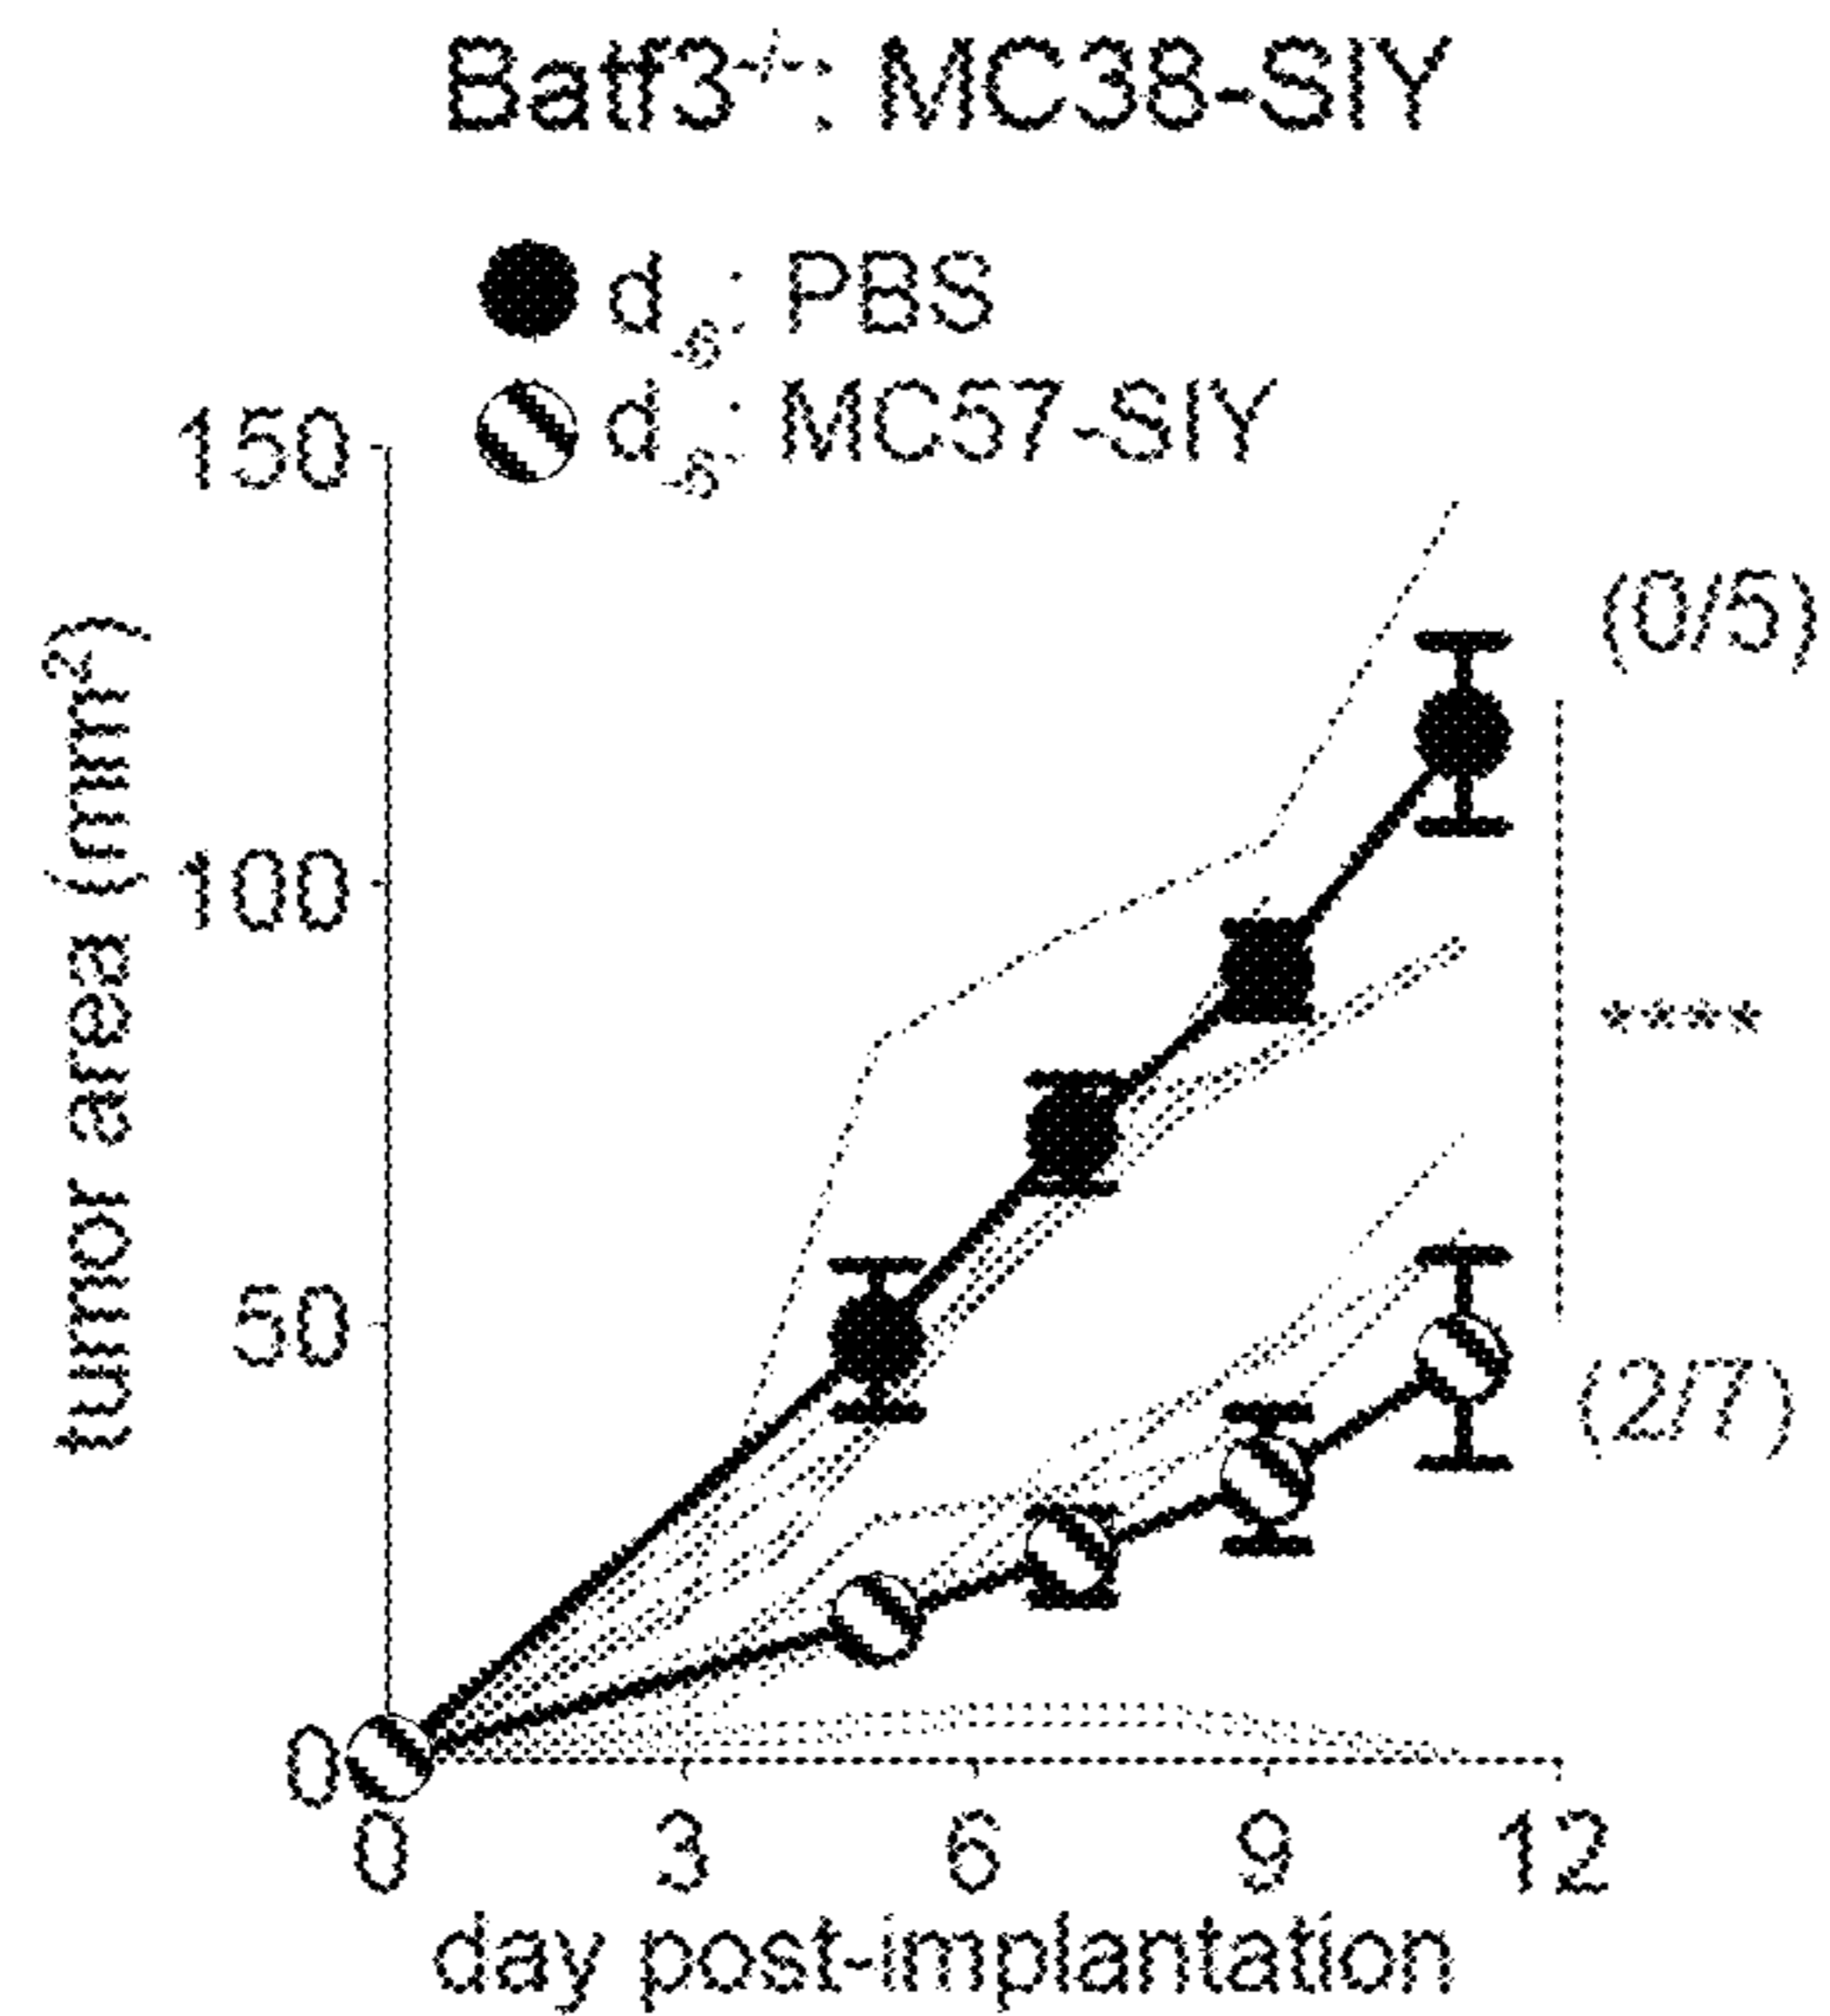 Batf3-/-: MC38-SIY
d-5: PBS
d-5: MC57-SIY
tumor area (mm²)
150
100
50
0
(0/5)
****
(2/7)
0 3 6 9 12
day post-implantation